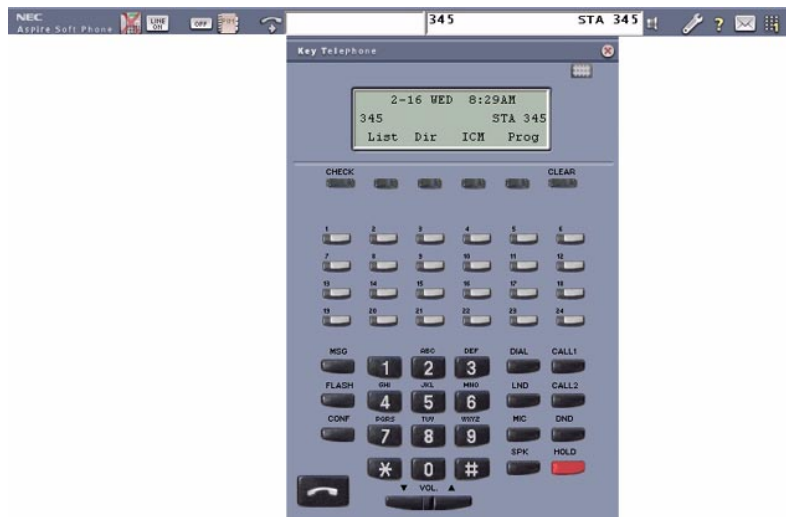 NEC
Aspire Soft Phone
LINE ON
OFF
345 STA 345
Key Telephone
2-16 WED 8:29AM
345 STA 345
List Dir ICM Prog
CHECK CLEAR
1 2 3 4 5 6
7 8 9 10 11 12
13 14 15 16 17 18
19 20 21 22 23 24
MSG ABC DEF DIAL CALL1
1 2 3
FLASH GHI JKL MNO LND CALL2
4 5 6
CONF PQRS TUV WXYZ MIC DND
7 8 9
SPK HOLD
* 0 #
VOL.